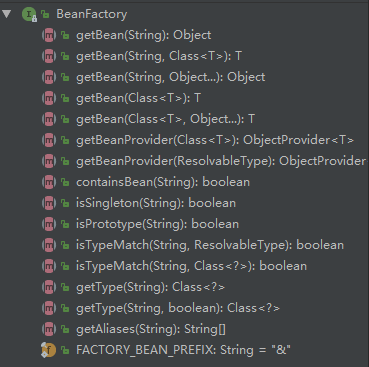 BeanFactory
getBean(String): Object
getBean(String, Class<T>): T
getBean(String, Object...): Object
getBean(Class<T>): T
getBean(Class<T>, Object...): T
getBeanProvider(Class<T>): ObjectProvider<T>
getBeanProvider(ResolvableType): ObjectProvider
containsBean(String): boolean
isSingleton(String): boolean
isPrototype(String): boolean
isTypeMatch(String, ResolvableType): boolean
isTypeMatch(String, Class<?>): boolean
getType(String): Class<?>
getType(String, boolean): Class<?>
getAliases(String): String[]
FACTORY_BEAN_PREFIX: String = "&"